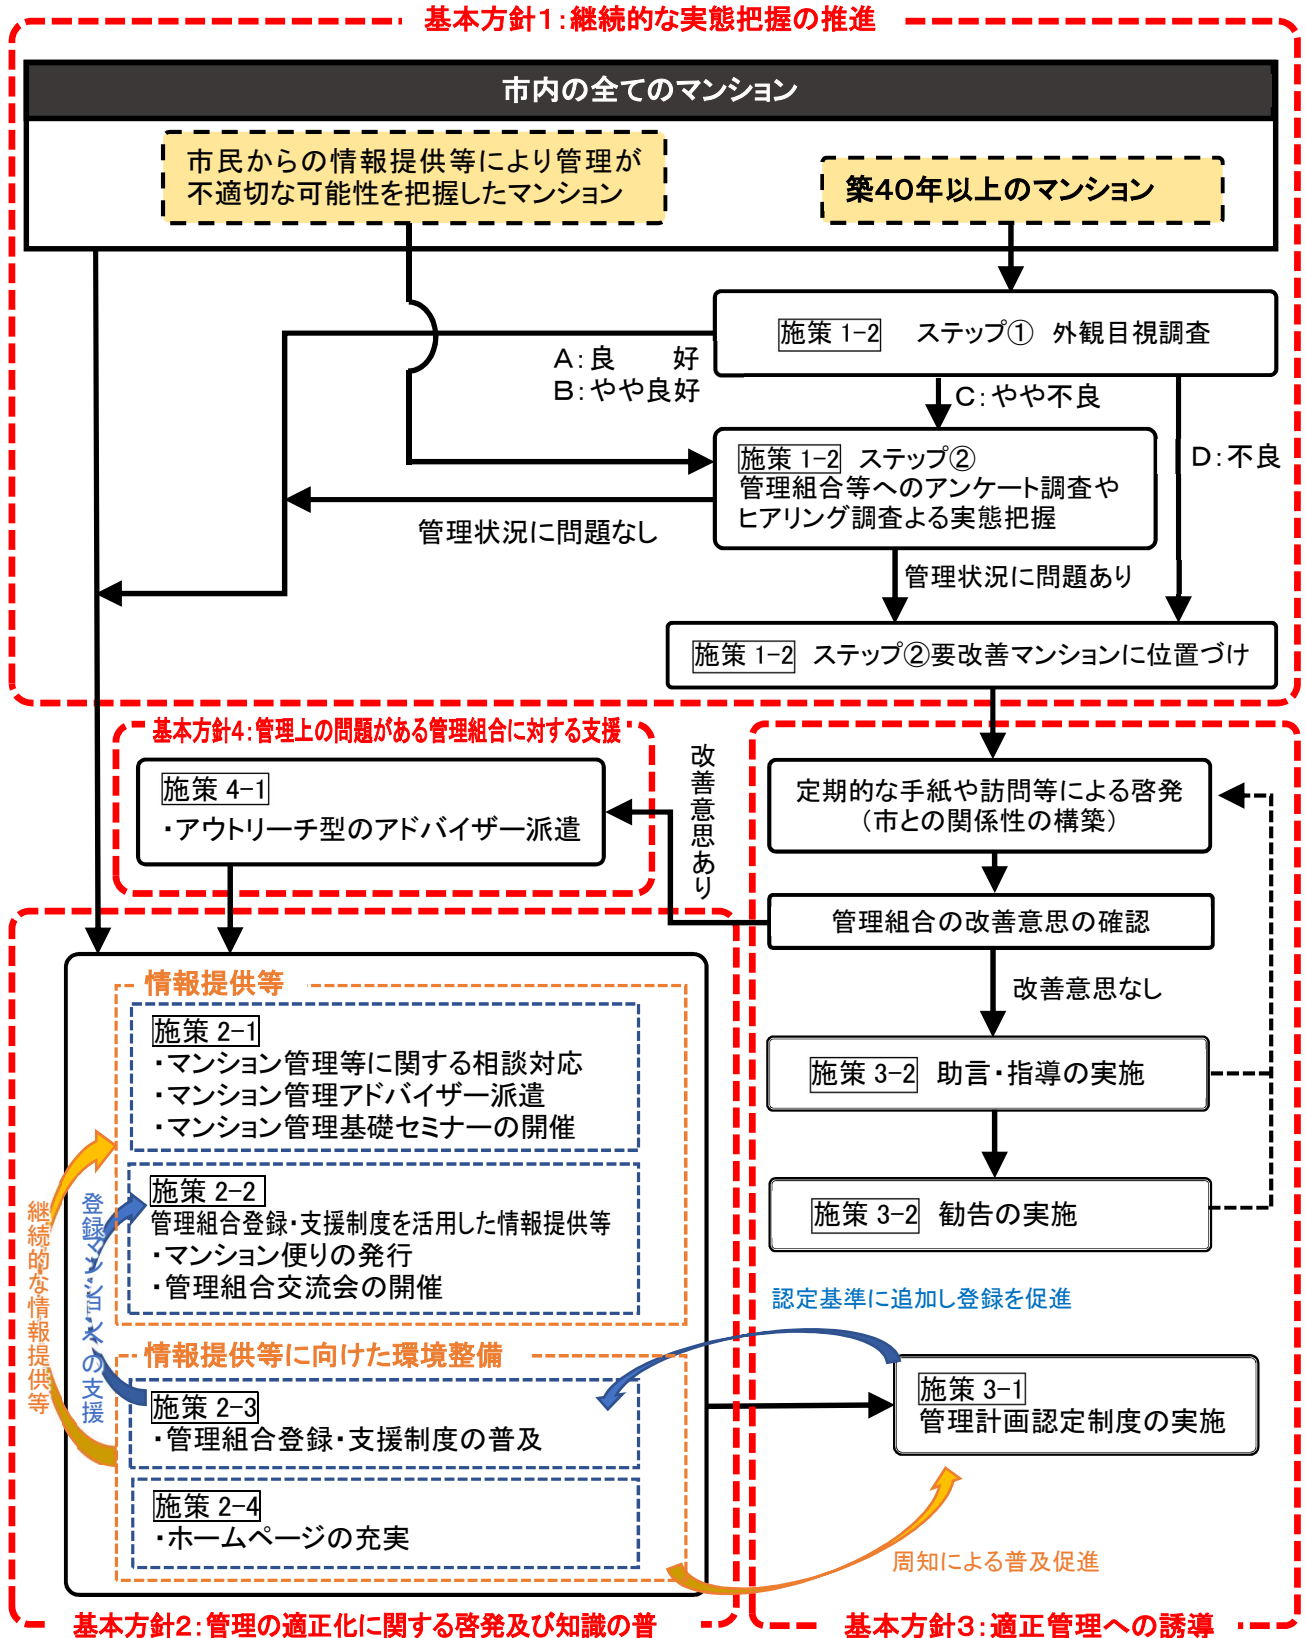 基本方針1：継続的な実態把握の推進
市内の全てのマンション
市民からの情報提供等により管理が
不適切な可能性を把握したマンション
築40年以上のマンション
施策 1-2 ステップ① 外観目視調査
A：良 好
B：やや良好
C：やや不良
D：不良
施策 1-2 ステップ②
管理組合等へのアンケート調査や
ヒアリング調査よる実態把握
管理状況に問題なし
管理状況に問題あり
施策 1-2 ステップ②要改善マンションに位置づけ
基本方針4：管理上の問題がある管理組合に対する支援
施策 4-1
・アウトリーチ型のアドバイザー派遣
改善意思あり
定期的な手紙や訪問等による啓発
（市との関係性の構築）
管理組合の改善意思の確認
改善意思なし
施策 3-2 助言・指導の実施
施策 3-2 勧告の実施
情報提供等
施策 2-1
・マンション管理等に関する相談対応
・マンション管理アドバイザー派遣
・マンション管理基礎セミナーの開催
施策 2-2
管理組合登録・支援制度を活用した情報提供等
・マンション便りの発行
・管理組合交流会の開催
継続的な情報提供等
登録マンションへの支援
情報提供等に向けた環境整備
施策 2-3
・管理組合登録・支援制度の普及
施策 2-4
・ホームページの充実
認定基準に追加し登録を促進
施策 3-1
管理計画認定制度の実施
周知による普及促進
基本方針2：管理の適正化に関する啓発及び知識の普
基本方針3：適正管理への誘導